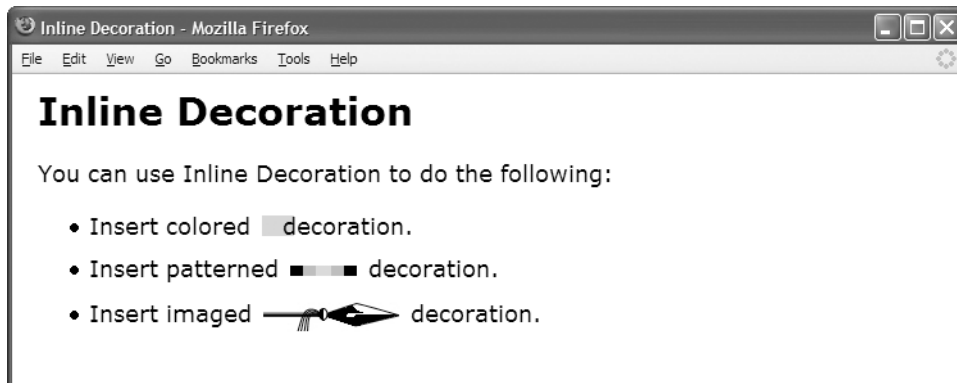 Inline Decoration - Mozilla Firefox
File Edit View Go Bookmarks Tools Help
Inline Decoration
You can use Inline Decoration to do the following:
• Insert colored decoration.
• Insert patterned decoration.
• Insert imaged decoration.